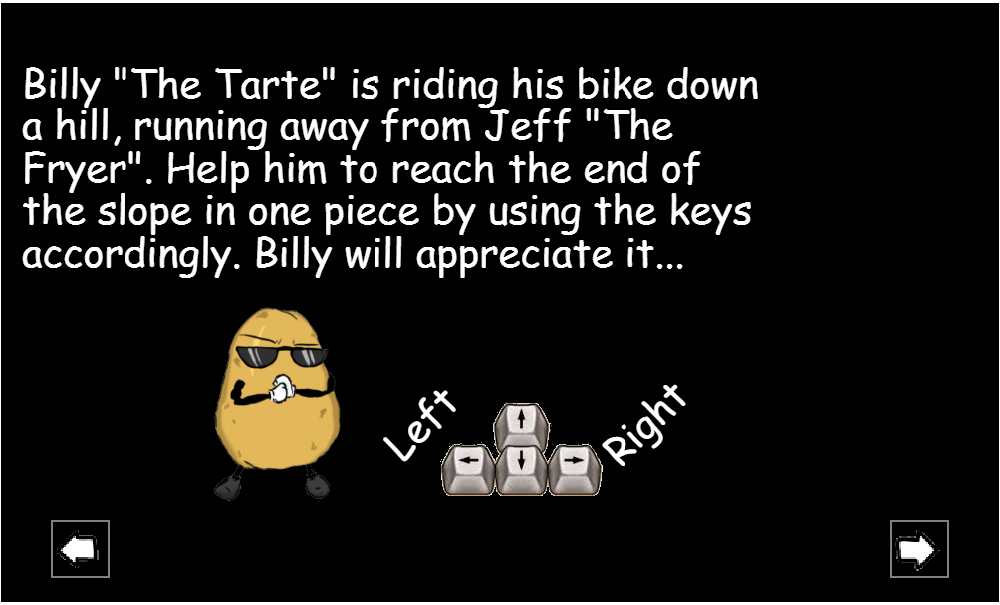 Billy "The Tarte" is riding his bike down
a hill, running away from Jeff "The
Fryer". Help him to reach the end of
the slope in one piece by using the keys
accordingly. Billy will appreciate it...
Left
Right